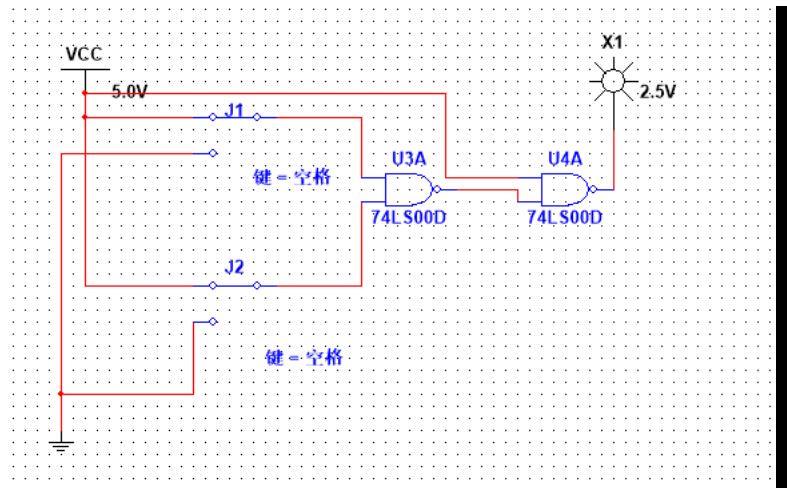 X1
VCC
5.0V
2.5V
J1
键 = 空格
U3A
U4A
74LS00D
74LS00D
J2
键 = 空格